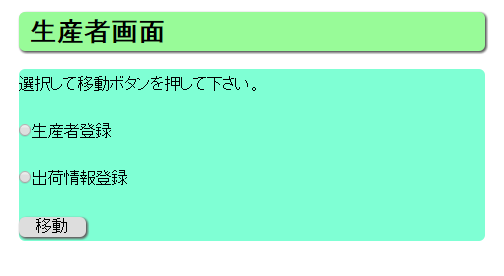 生産者画面
選択して移動ボタンを押して下さい。
生産者登録
出荷情報登録
移動